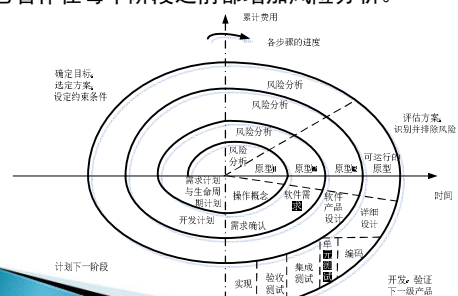 累计费用
各步骤的进度
确定目标，
选定方案，
设定约束条件
风险分析
风险分析
风险分析
风险
分析
评估方案，
识别并排除风险
原型1
原型2
原型3
可运行的
原型
时间
需求计划
与生命周
期计划
操作概念
软件需
求
软件
产品
设计
详细
设计
开发计划
需求确认
单
元
测
试
编码
集成
测试
验收
测试
实现
计划下一阶段
开发，验证
下一级产品